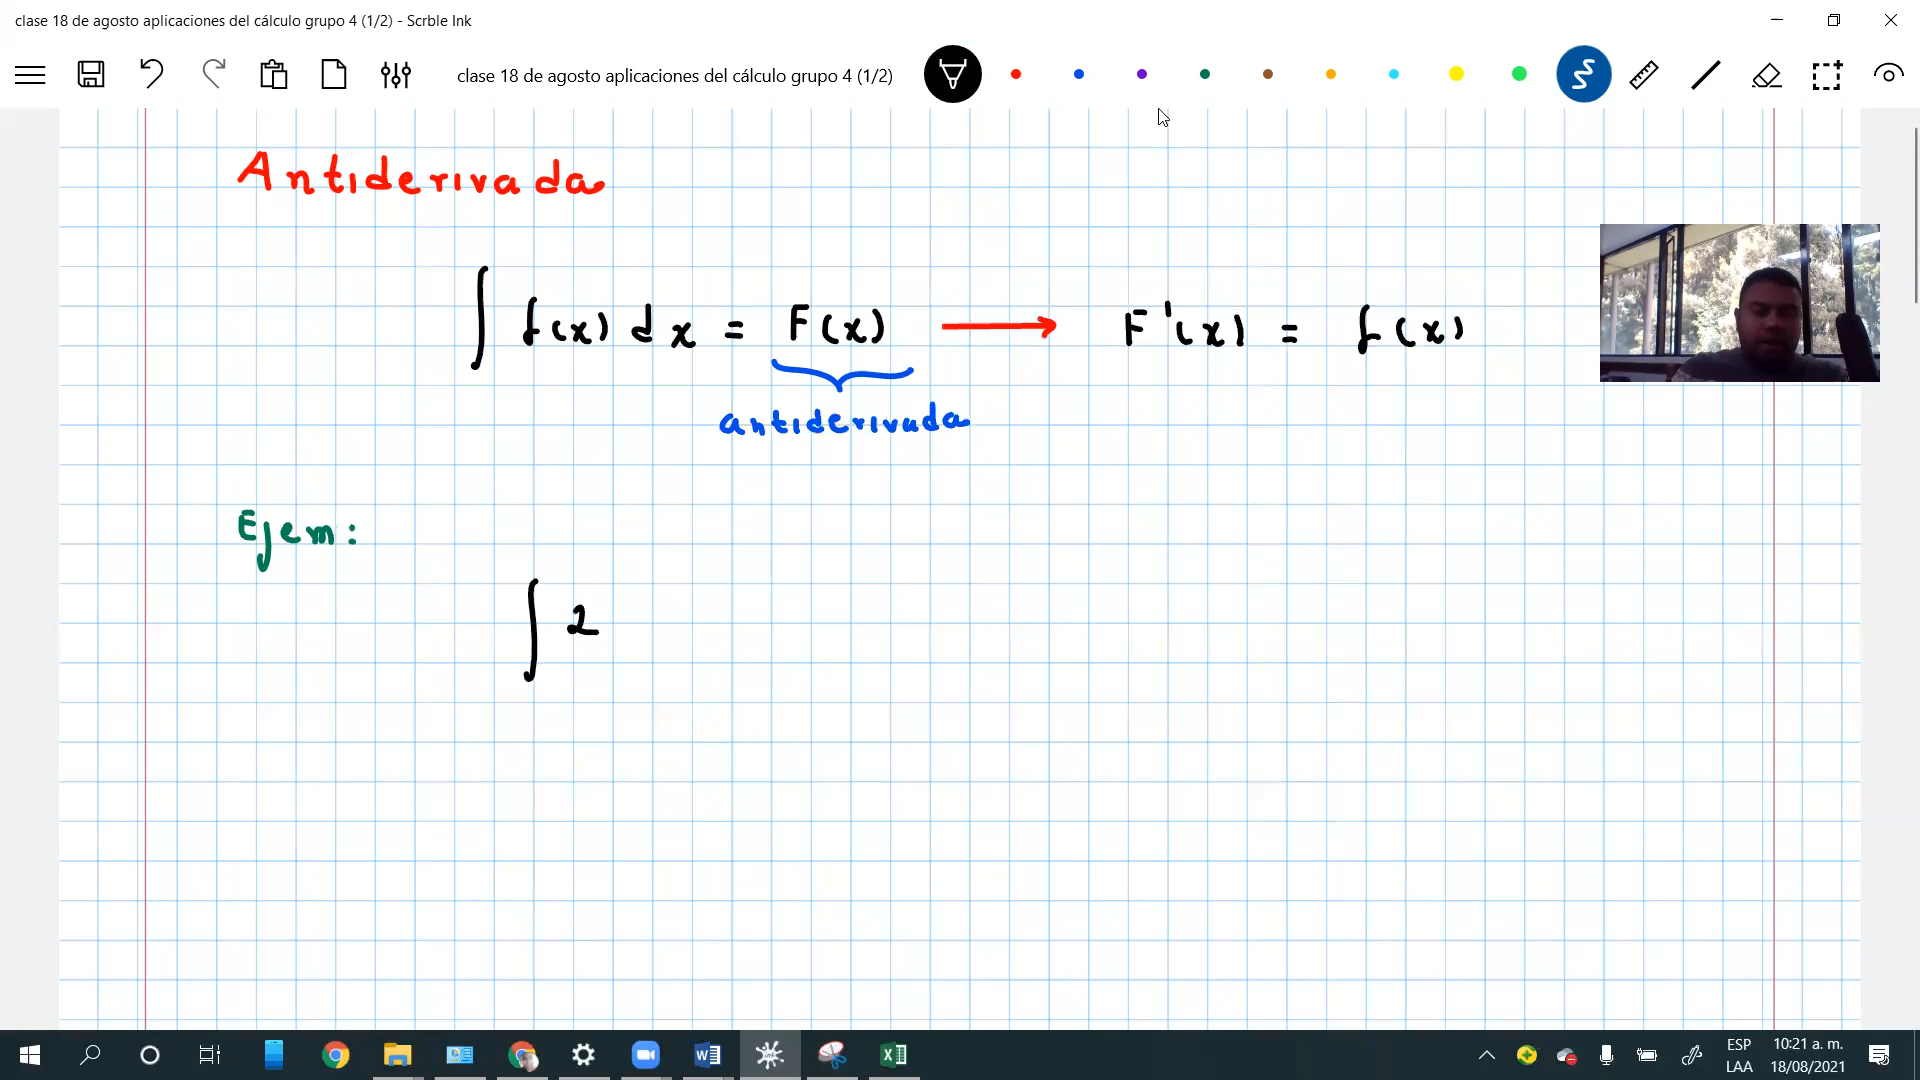 clase 18 de agosto aplicaciones del cálculo grupo 4 (1/2) - Scrble Ink
clase 18 de agosto aplicaciones del cálculo grupo 4 (1/2)
Antiderivada
∫ f(x) dx = F(x) → F'(x) = f(x)
antiderivada
Ejem:
∫ 2
ESP 10:21 a. m.
LAA 18/08/2021